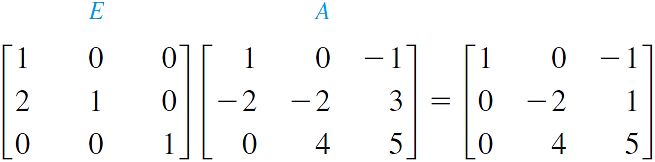 E A
[1 0 0] [1 0 -1] = [1 0 -1]
[2 1 0] [-2 -2 3] = [0 -2 1]
[0 0 1] [0 4 5] = [0 4 5]